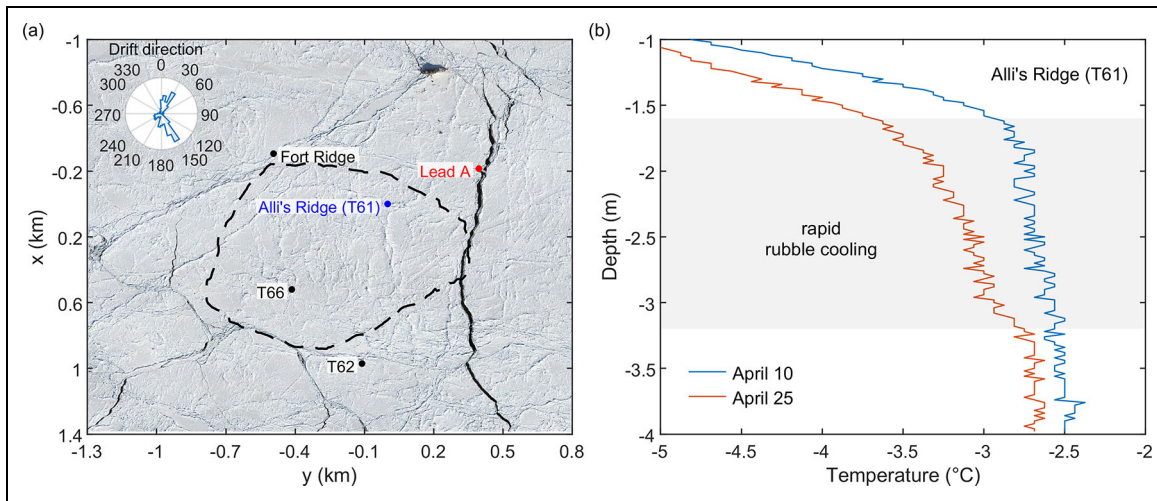 (a)
Drift direction
0
330
30
300
60
270
90
240
120
210
150
180
Fort Ridge
Lead A
Alli's Ridge (T61)
T66
T62
-1
-0.6
-0.2
0.2
0.6
1
1.4
x (km)
-1.3
-1
-0.7
-0.4
-0.1
0.2
0.5
0.8
y (km)
(b)
Alli's Ridge (T61)
rapid
rubble cooling
April 10
April 25
-1
-1.5
-2
-2.5
-3
-3.5
-4
Depth (m)
-5
-4.5
-4
-3.5
-3
-2.5
-2
Temperature (°C)